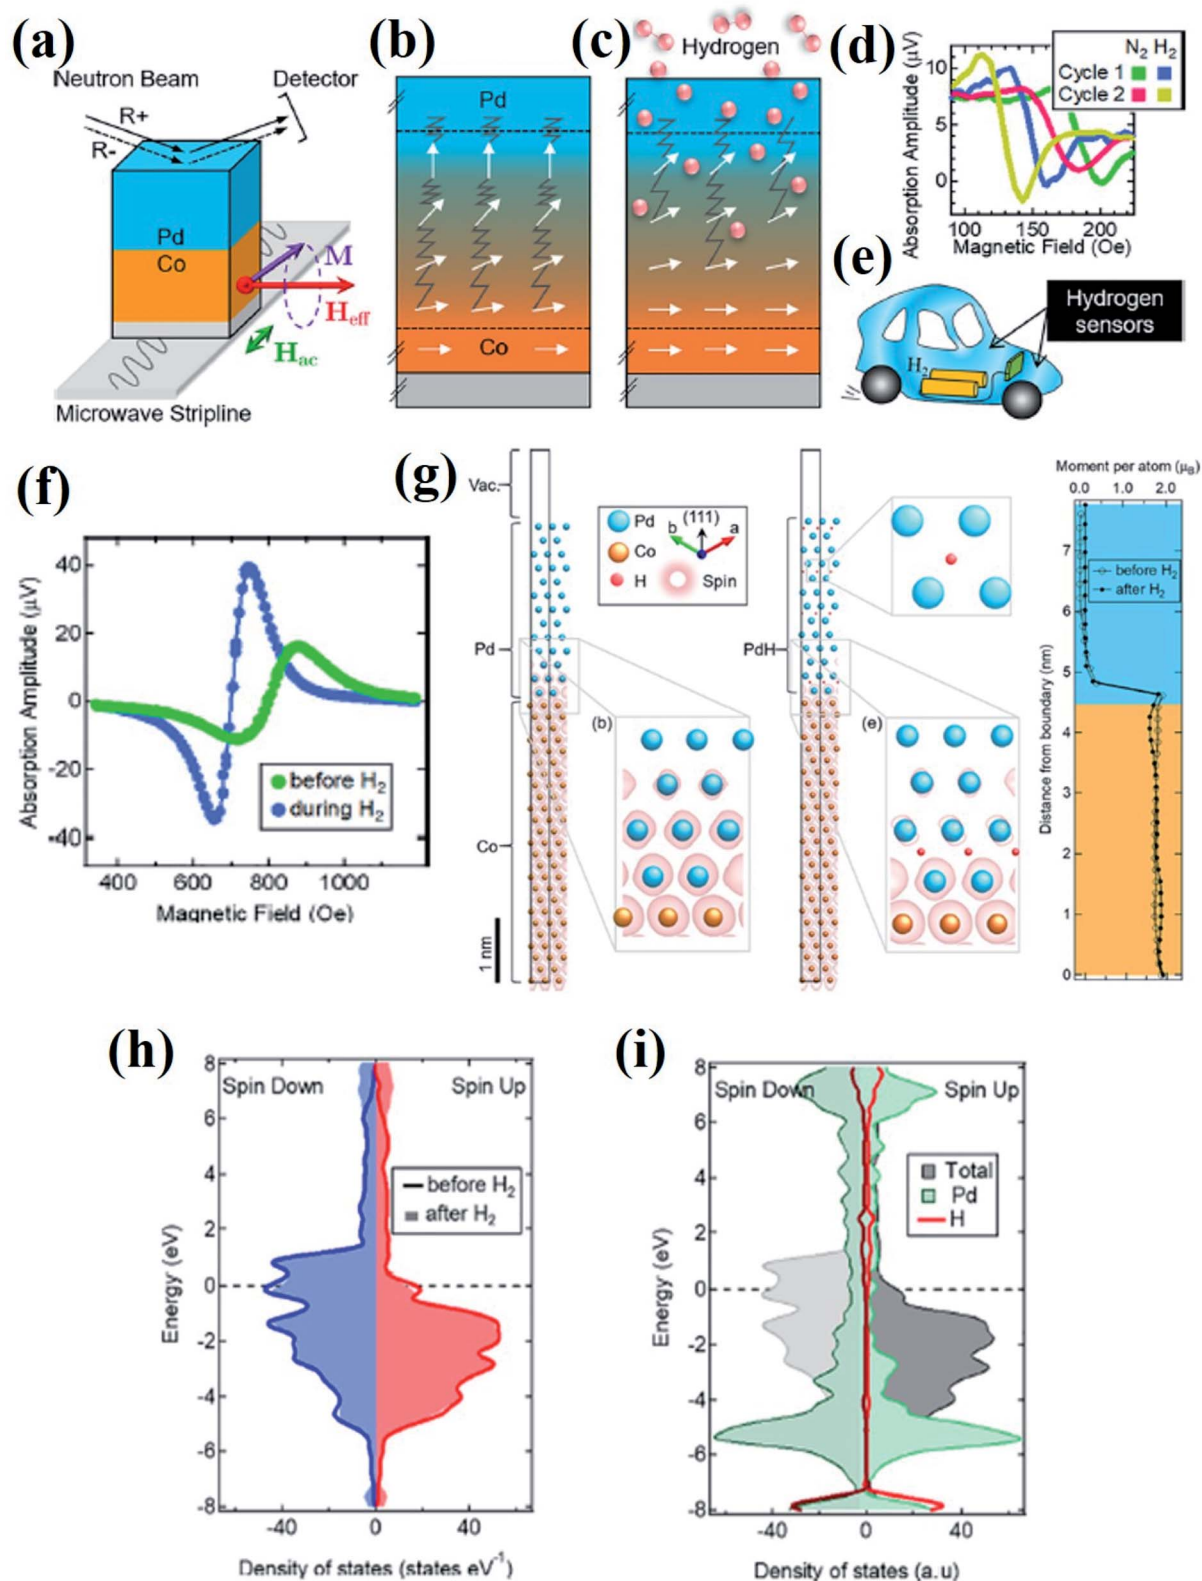 (a)
Neutron Beam
Detector
R+
R-
Pd
Co
M
H_eff
H_ac
Microwave Stripline
(b)
Pd
Co
(c)
Hydrogen
(d)
Absorption Amplitude (μV)
10
5
0
100
150
200
Magnetic Field (Oe)
N₂ H₂
Cycle 1
Cycle 2
(e)
Hydrogen
sensors
H₂
(f)
Absorption Amplitude (μV)
40
20
0
-20
-40
before H₂
during H₂
400
600
800
1000
Magnetic Field (Oe)
(g)
Vac.
Pd
Co
1 nm
Pd
Co
H
Spin
(111)
b
a
(b)
PdH
(e)
Moment per atom (μ_B)
0.0
1.0
2.0
before H₂
after H₂
Distance from boundary (nm)
7
6
5
4
3
2
1
0
(h)
Spin Down
Spin Up
before H₂
after H₂
Energy (eV)
8
6
4
2
0
-2
-4
-6
-8
-40
0
40
Density of states (states eV⁻¹)
(i)
Spin Down
Spin Up
Total
Pd
H
Energy (eV)
8
6
4
2
0
-2
-4
-6
-8
-40
0
40
Density of states (a.u)